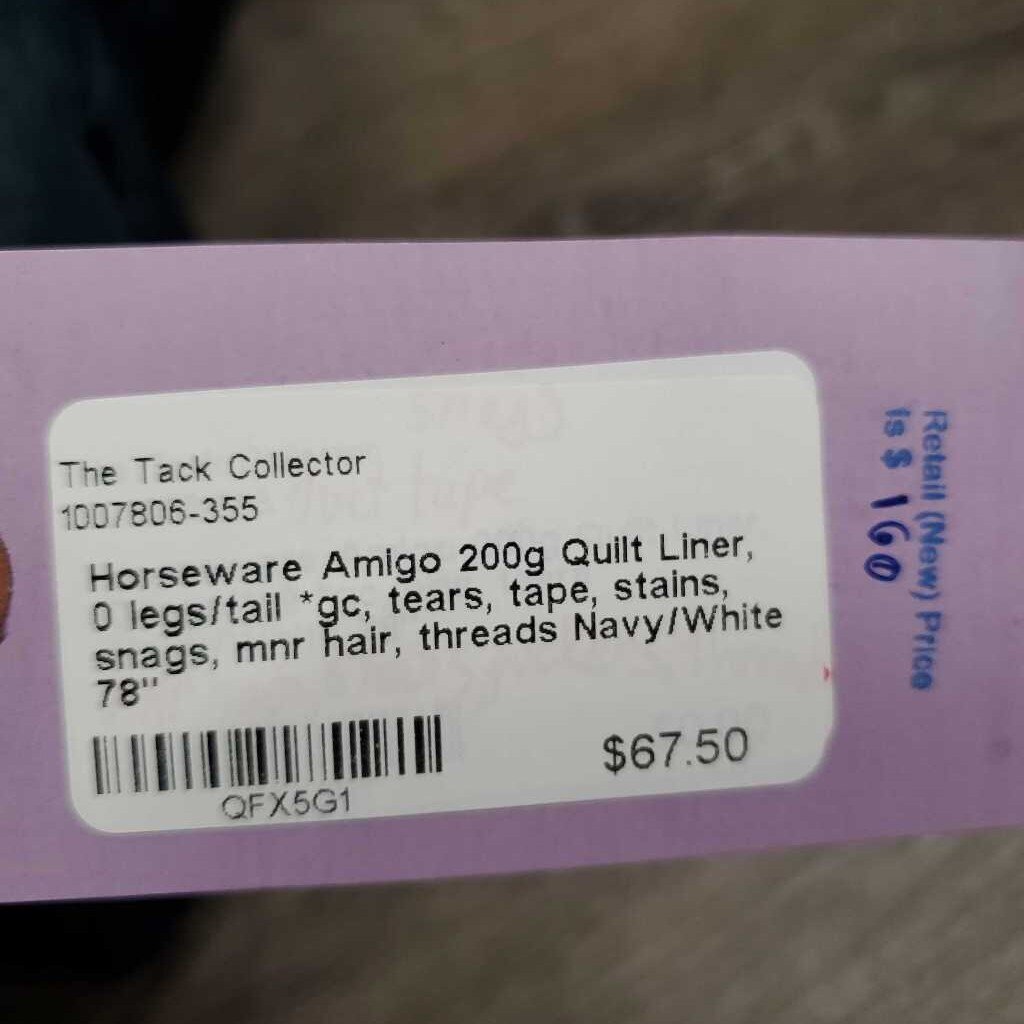 The Tack Collector
1007806-355
Horseware Amigo 200g Quilt Liner,
0 legs/tail *gc, tears, tape, stains,
snags, mnr hair, threads Navy/White
78"
QFX5G1
$67.50
Retail (New) Price
is $ 160